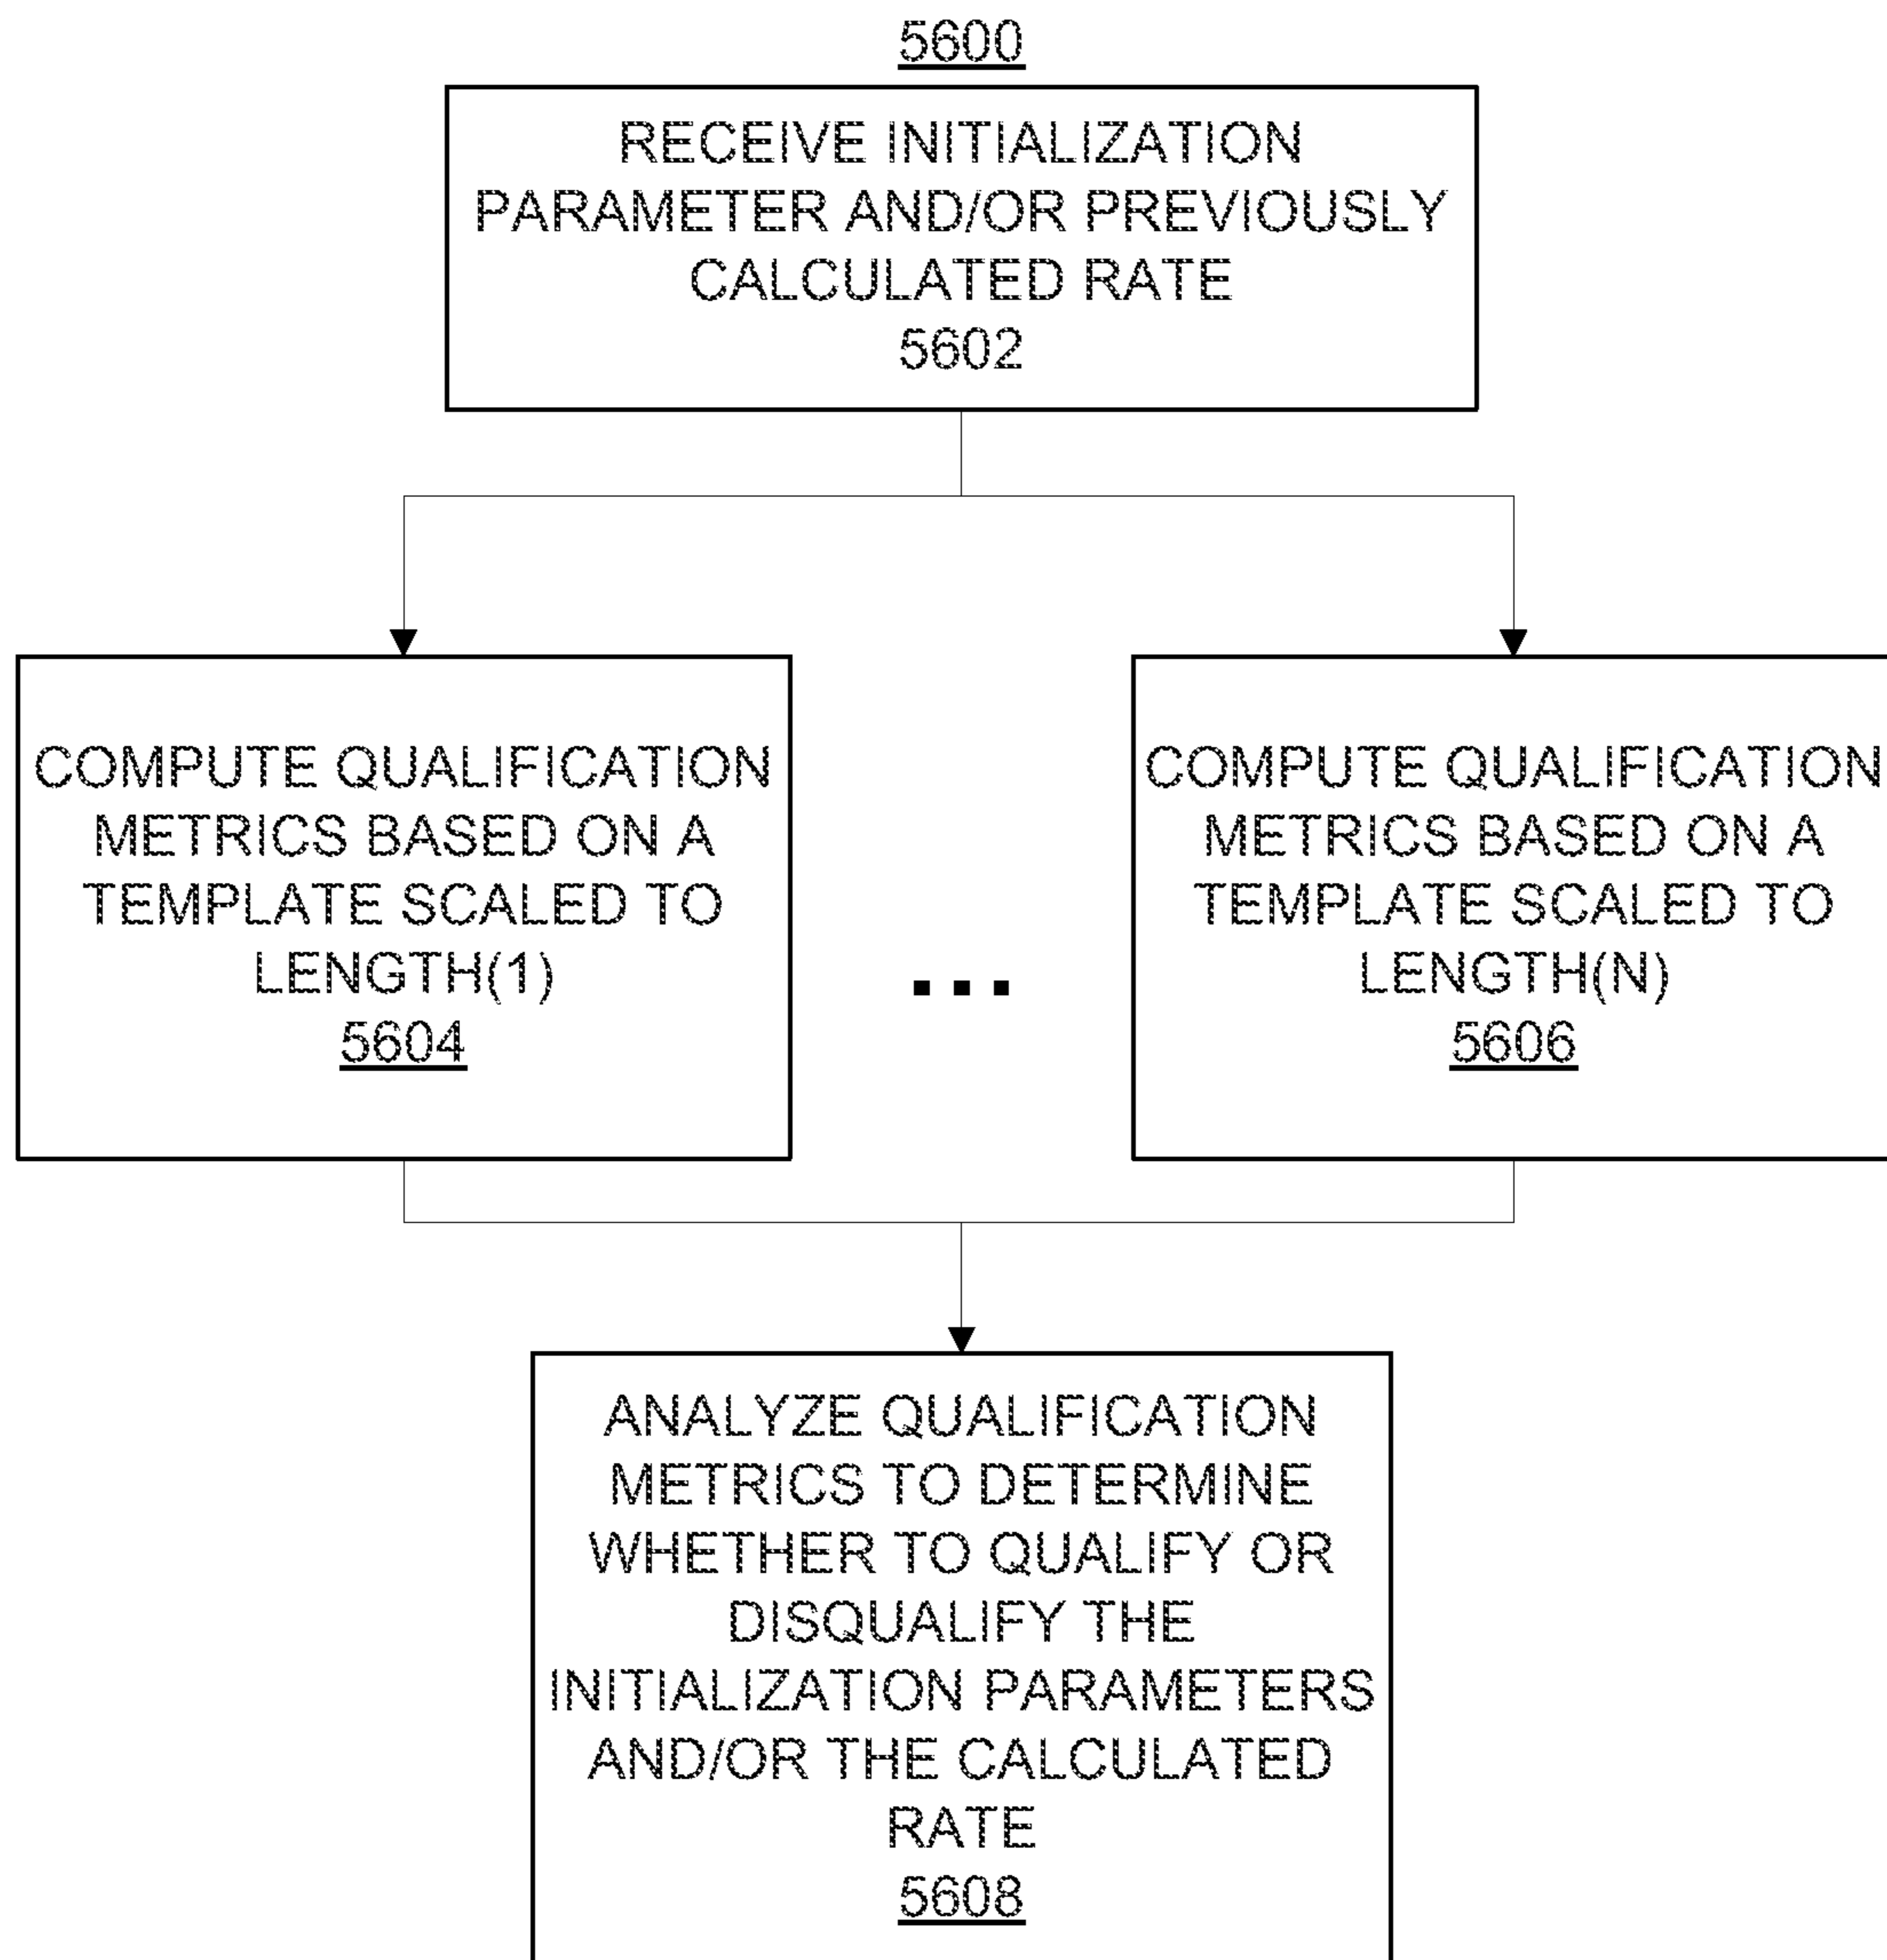 5600
RECEIVE INITIALIZATION
PARAMETER AND/OR PREVIOUSLY
CALCULATED RATE
5602
COMPUTE QUALIFICATION
METRICS BASED ON A
TEMPLATE SCALED TO
LENGTH(1)
5604
...
COMPUTE QUALIFICATION
METRICS BASED ON A
TEMPLATE SCALED TO
LENGTH(N)
5606
ANALYZE QUALIFICATION
METRICS TO DETERMINE
WHETHER TO QUALIFY OR
DISQUALIFY THE
INITIALIZATION PARAMETERS
AND/OR THE CALCULATED
RATE
5608